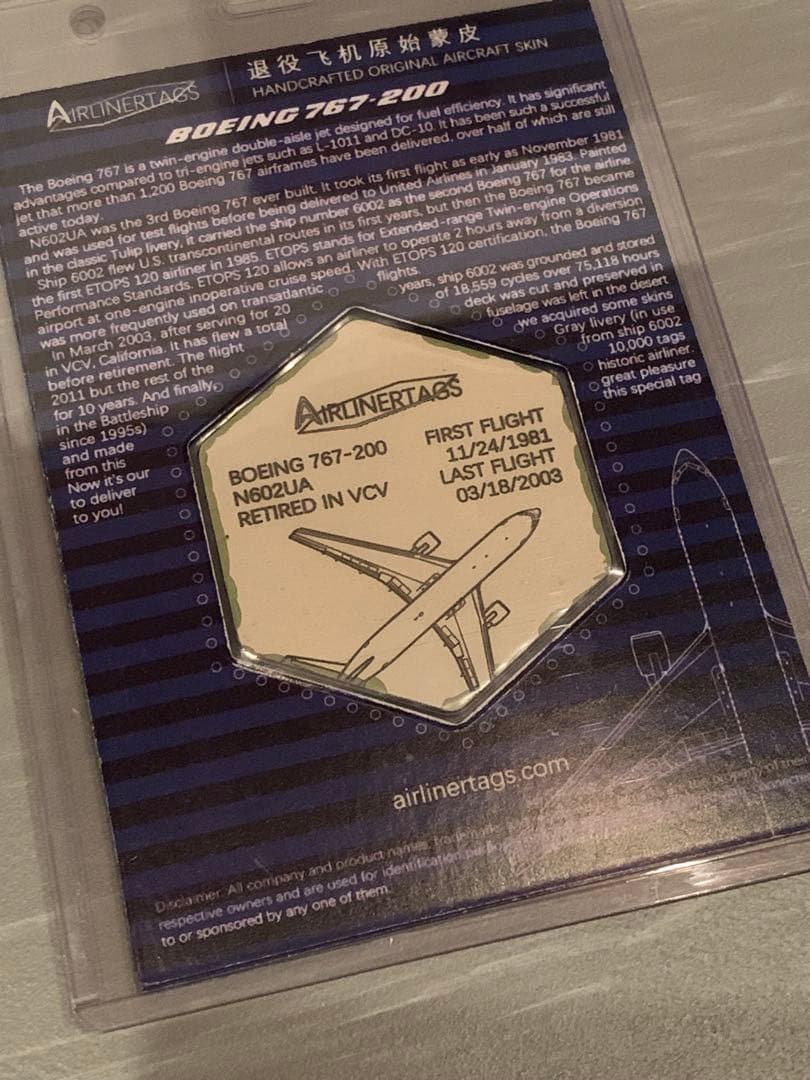 退役飞机原始蒙皮
AIRLINERTAGS
HANDCRAFTED ORIGINAL AIRCRAFT SKIN
BOEING 767-200
The Boeing 767 is a twin-engine double-aisle jet designed for fuel efficiency. It has significant
advantages compared to tri-engine jets such as L-1011 and DC-10. It has been such a successful
jet that more than 1,200 Boeing 767 airframes have been delivered, over half of which are still
active today.
N602UA was the 3rd Boeing 767 ever built. It took its first flight as early as November 1981
and was used for test flights before being delivered to United Airlines in January 1983. Painted
in the classic Tulip livery, it carried the ship number 6002 as the second Boeing 767 for the airline.
Ship 6002 flew U.S. transcontinental routes in its first years, but then the Boeing 767 became
the first ETOPS 120 airliner in 1985. ETOPS stands for Extended-range Twin-engine Operations
Performance Standards. ETOPS 120 allows an airliner to operate 2 hours away from a diversion
airport at one-engine inoperative cruise speed. With ETOPS 120 certification, the Boeing 767
was more frequently used on transatlantic flights.
In March 2003, after serving for 20 years, ship 6002 was grounded and stored
in VCV, California. It has flew a total of 18,559 cycles over 75,118 hours
before retirement. The flight deck was cut and preserved in
2011 but the rest of the fuselage was left in the desert
for 10 years. And finally, we acquired some skins
in the Battleship Gray livery (in use
since 1995s) from ship 6002
and made 10,000 tags
from this historic airliner.
Now it's our great pleasure
to deliver this special tag
to you!
AIRLINERTAGS
BOEING 767-200
N602UA
RETIRED IN VCV
FIRST FLIGHT
11/24/1981
LAST FLIGHT
03/18/2003
airlinertags.com
Disclaimer: All company and product names, trademarks property of the
respective owners and are used for identification
to or sponsored by any one of them.